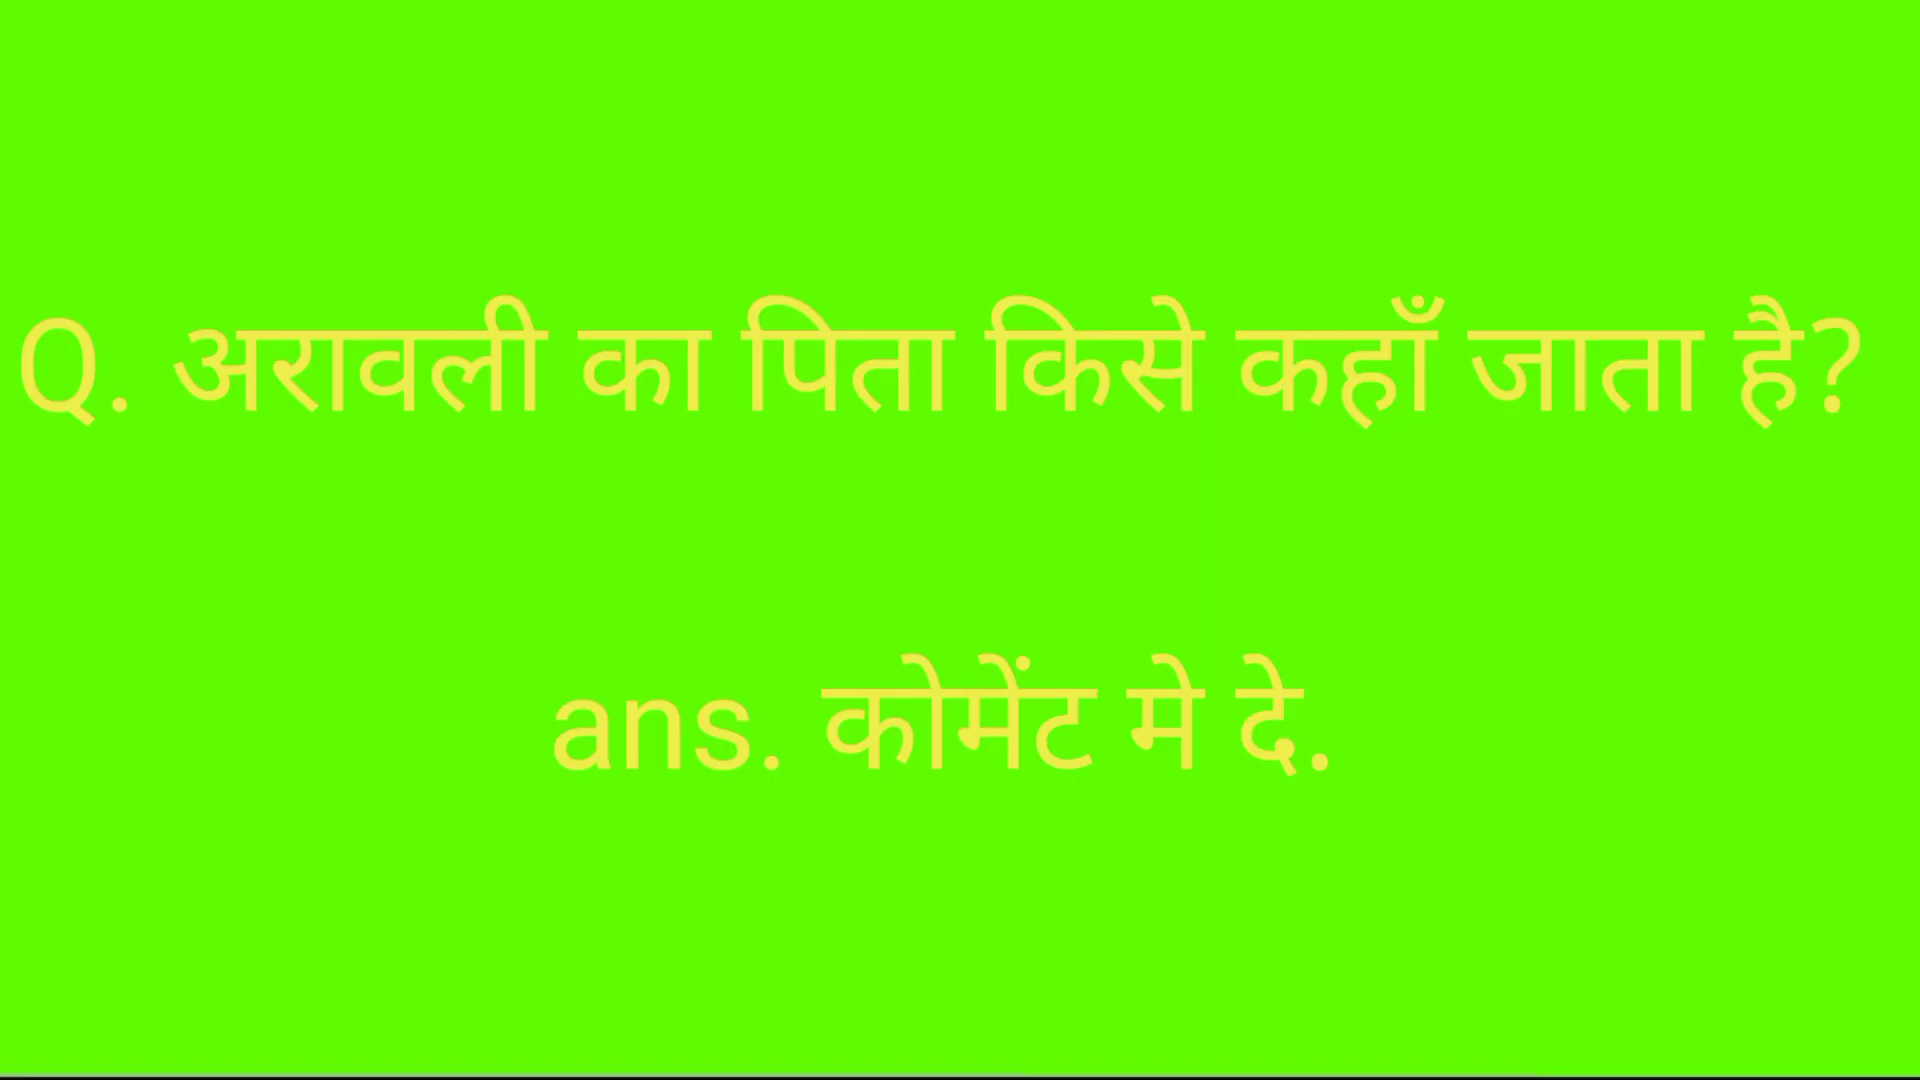 Q. अरावली का पिता किसे कहाँ जाता है?
ans. कोमेंट मे दे.